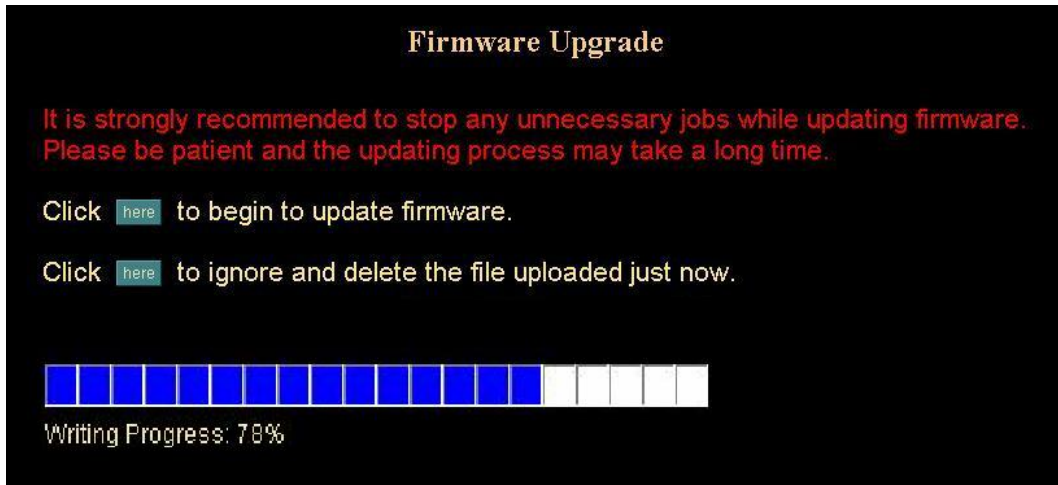 Firmware Upgrade
It is strongly recommended to stop any unnecessary jobs while updating firmware.
Please be patient and the updating process may take a long time.
Click here to begin to update firmware.
Click here to ignore and delete the file uploaded just now.
Writing Progress: 78%